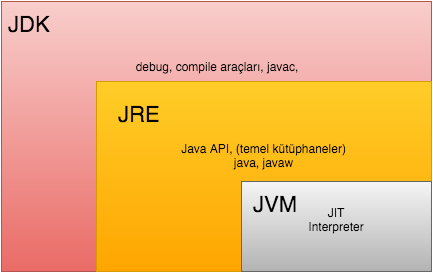 JDK
debug, compile araçları, javac,
JRE
Java API, (temel kütüphaneler)
java, javaw
JVM
JIT
Interpreter